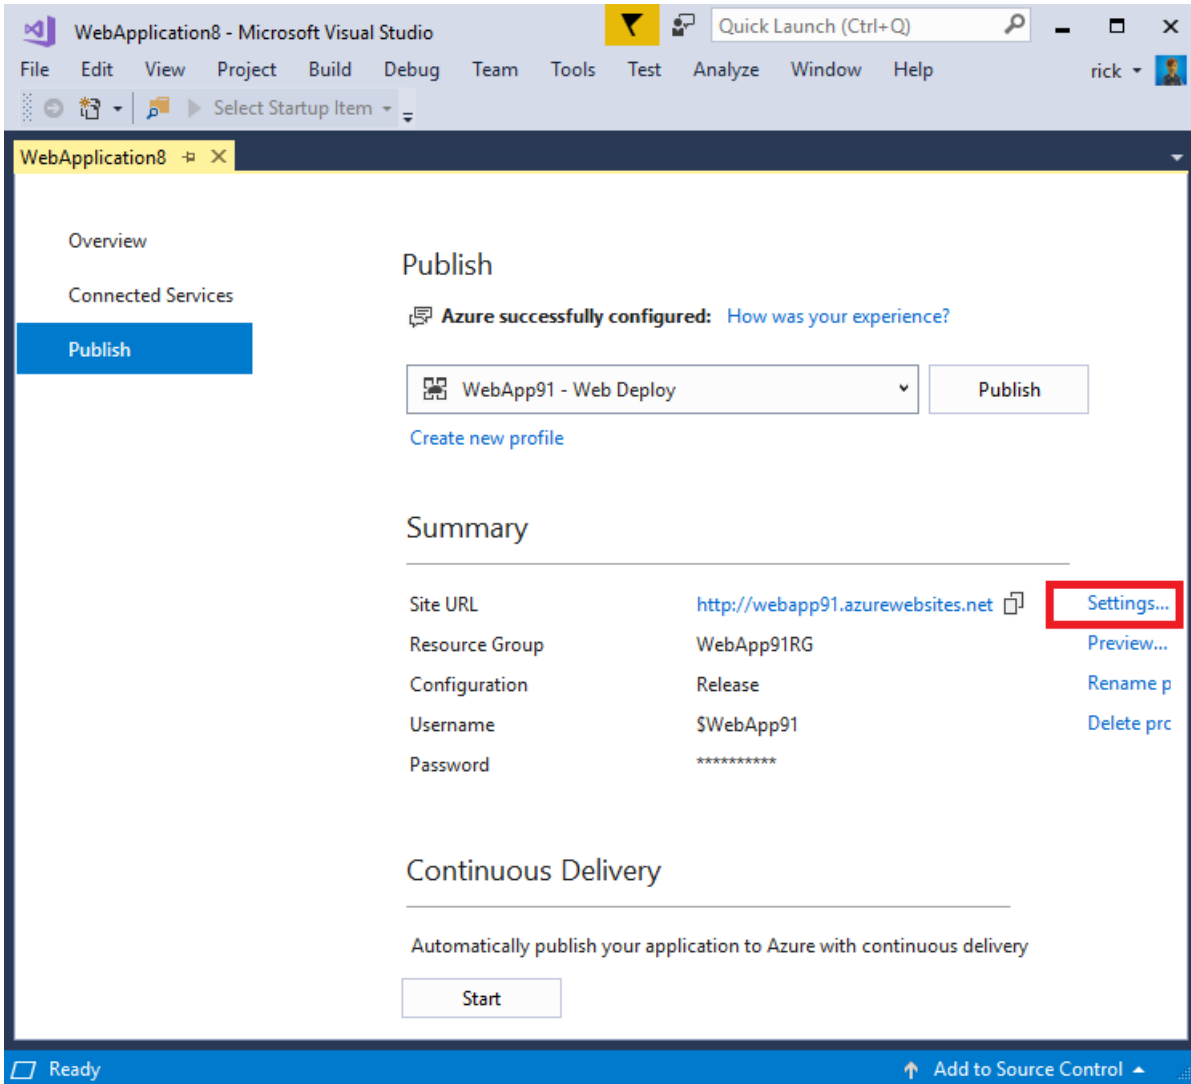 WebApplication8 - Microsoft Visual Studio
Quick Launch (Ctrl+Q)
File Edit View Project Build Debug Team Tools Test Analyze Window Help rick
Select Startup Item
WebApplication8
Overview
Connected Services
Publish
Publish
Azure successfully configured: How was your experience?
WebApp91 - Web Deploy
Publish
Create new profile
Summary
Site URL http://webapp91.azurewebsites.net Settings...
Resource Group WebApp91RG Preview...
Configuration Release Rename p
Username $WebApp91 Delete prc
Password **********
Continuous Delivery
Automatically publish your application to Azure with continuous delivery
Start
Ready Add to Source Control